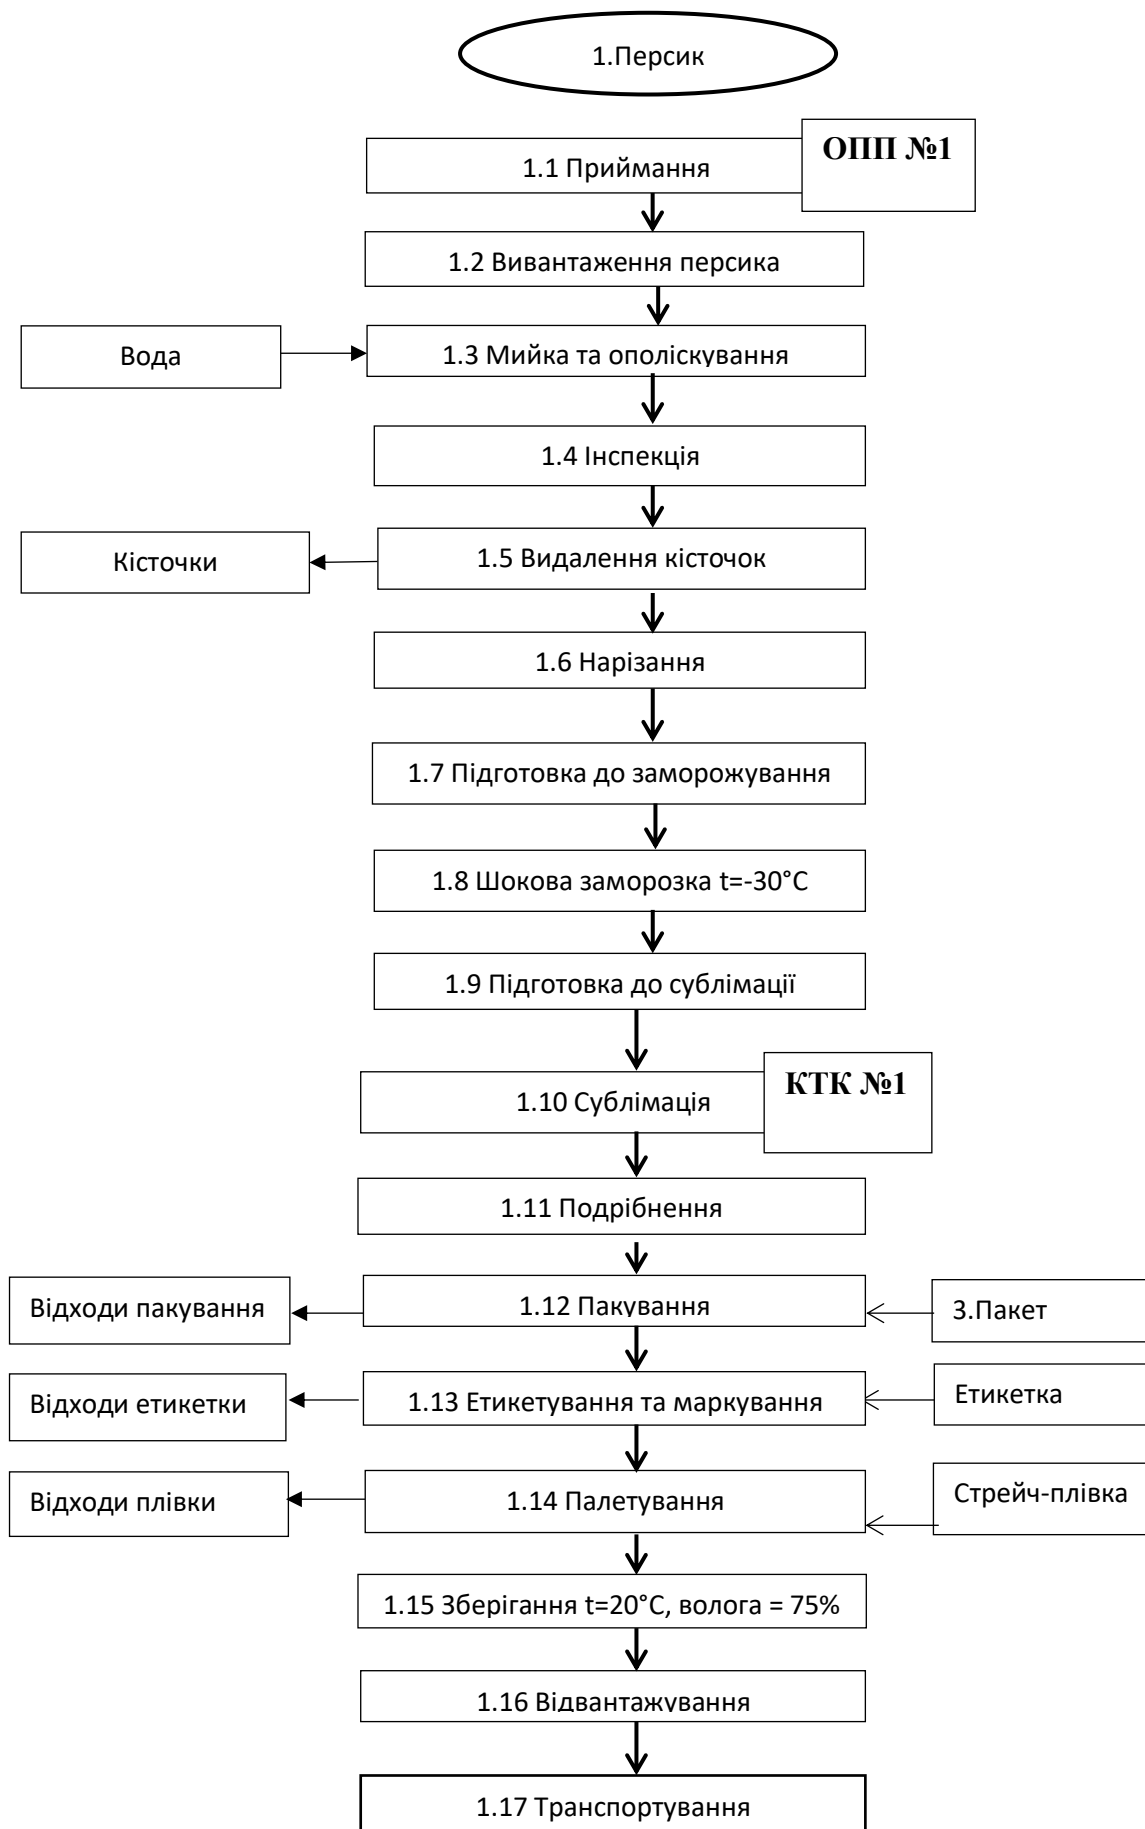 1.Персик
ОПП №1
1.1 Приймання
1.2 Вивантаження персика
Вода
1.3 Мийка та ополіскування
1.4 Інспекція
Кісточки
1.5 Видалення кісточок
1.6 Нарізання
1.7 Підготовка до заморожування
1.8 Шокова заморозка t=-30°C
1.9 Підготовка до сублімації
КТК №1
1.10 Сублімація
1.11 Подрібнення
Відходи пакування
1.12 Пакування
3.Пакет
Відходи етикетки
1.13 Етикетування та маркування
Етикетка
Відходи плівки
1.14 Палетування
Стрейч-плівка
1.15 Зберігання t=20°C, волога = 75%
1.16 Відвантажування
1.17 Транспортування